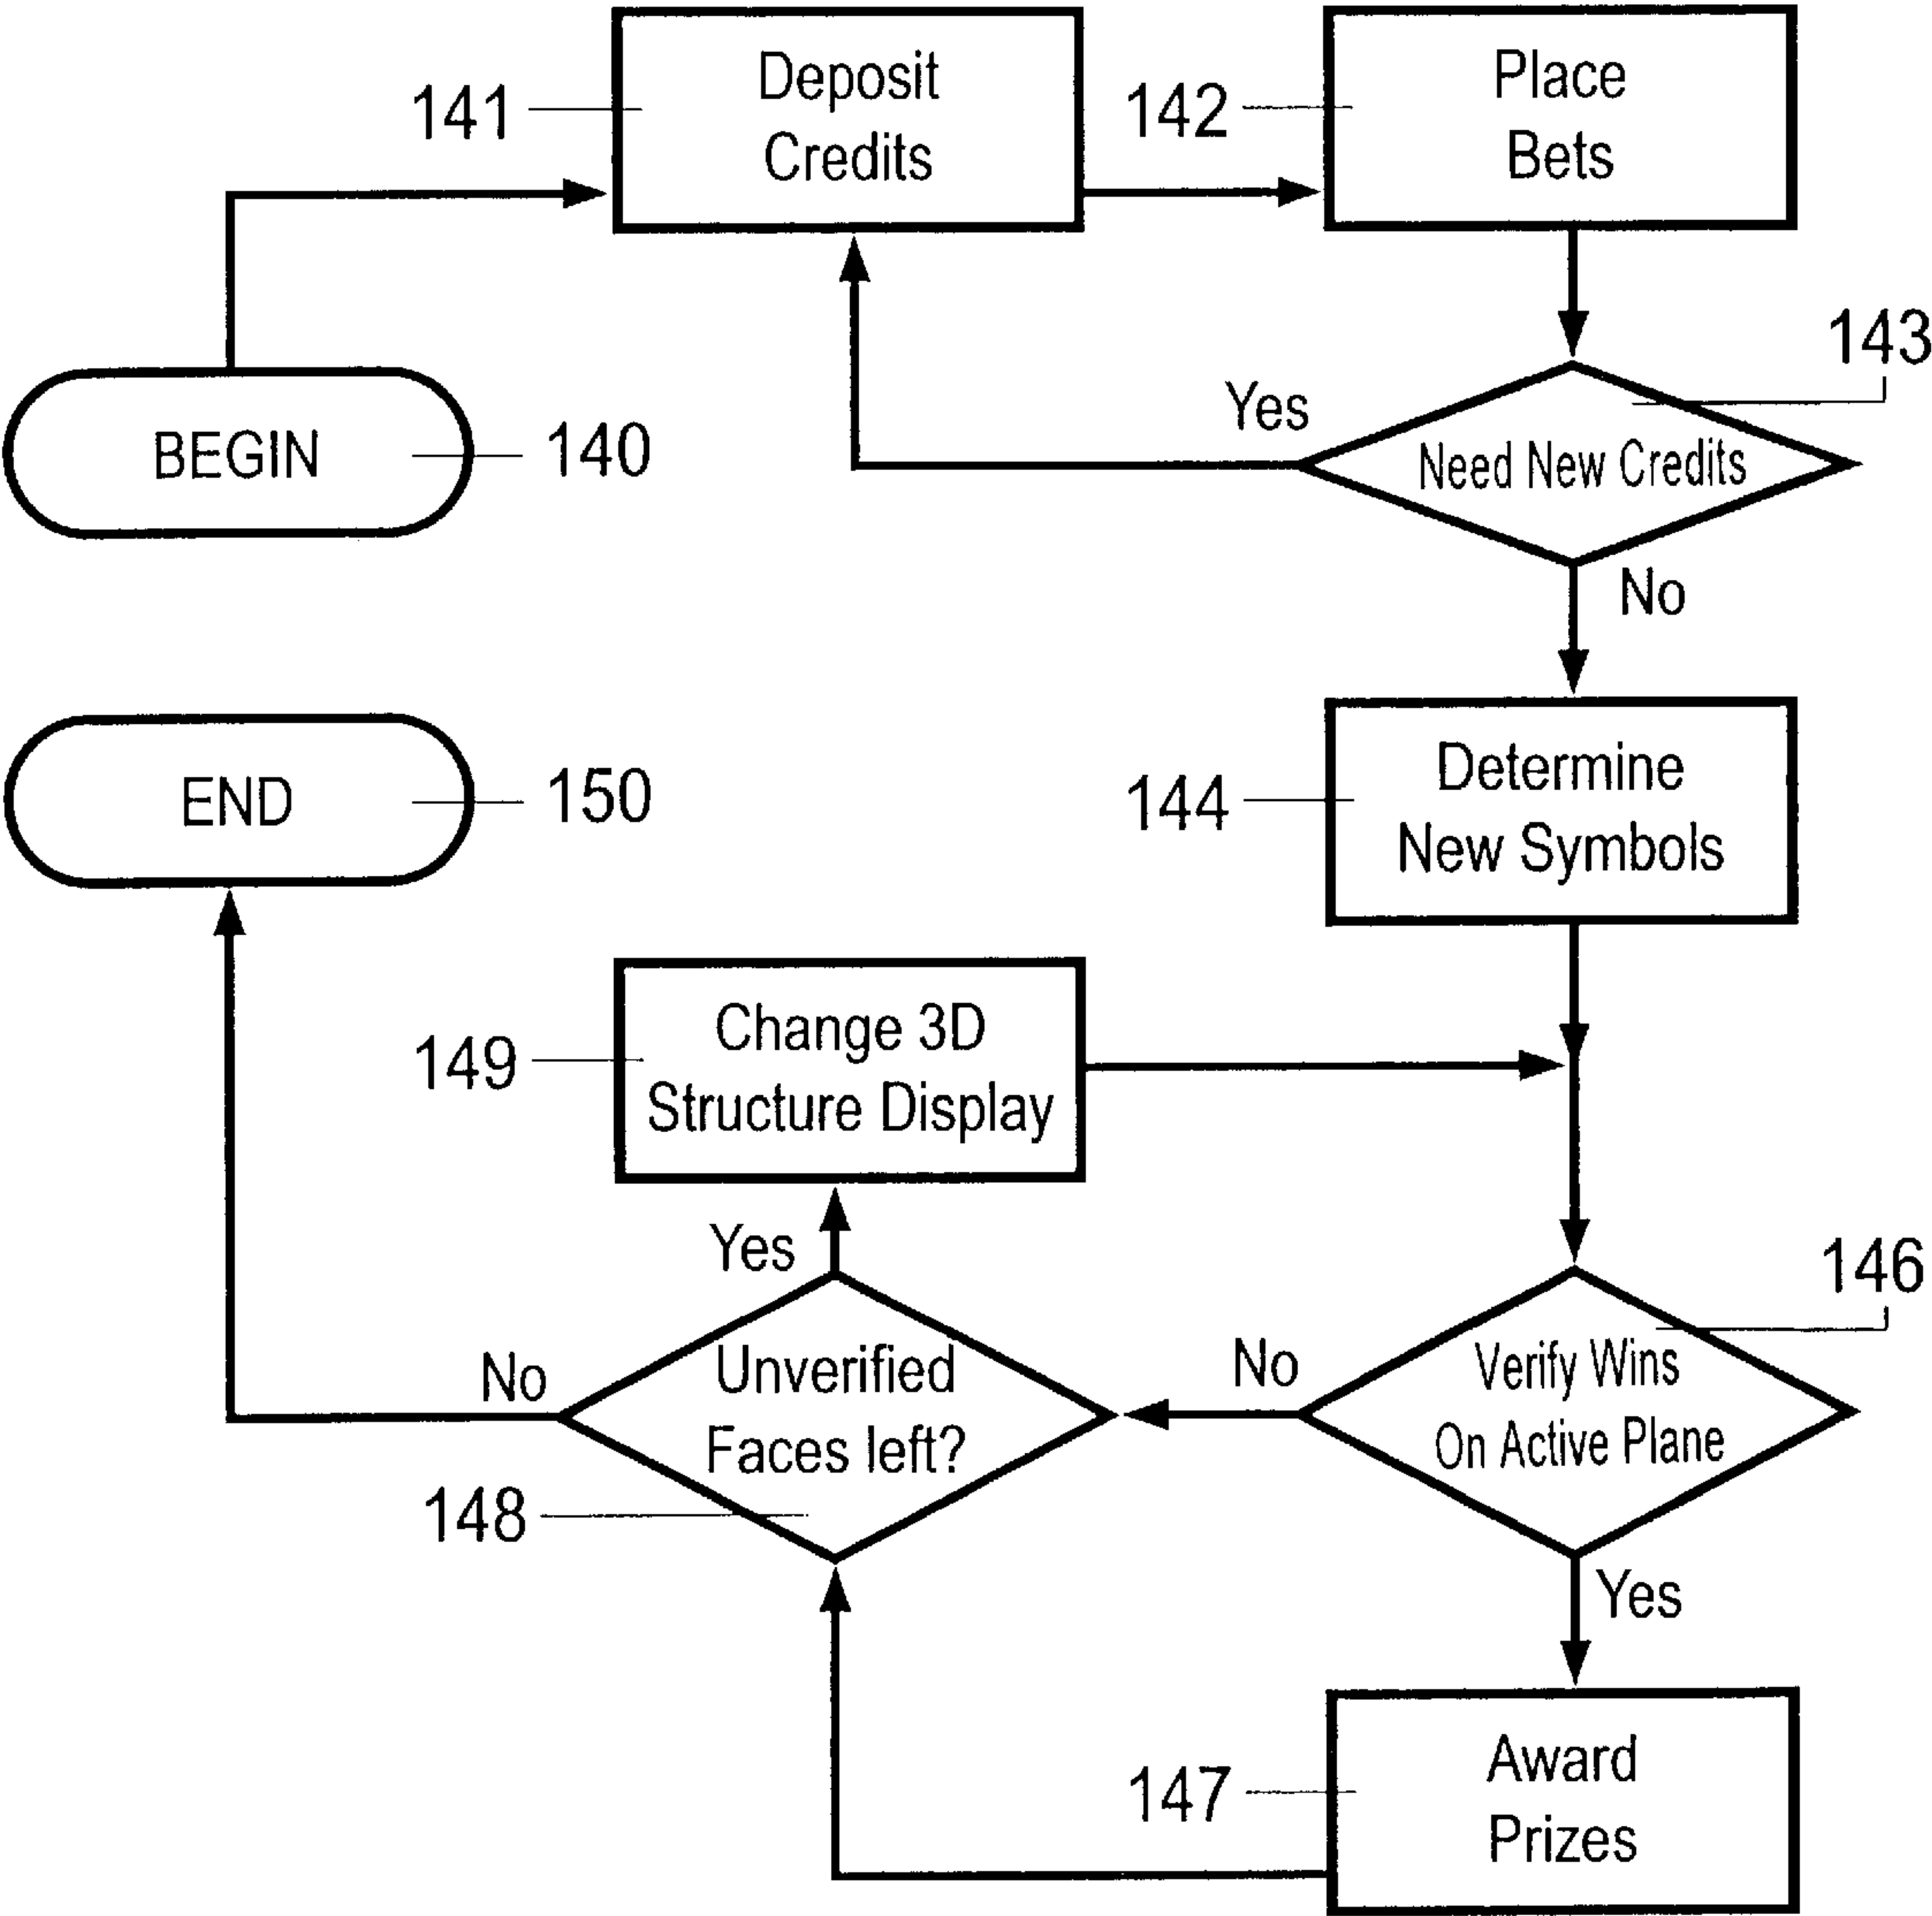 141
Deposit
Credits
142
Place
Bets
143
Yes
Need New Credits
No
BEGIN
140
END
150
144
Determine
New Symbols
149
Change 3D
Structure Display
Yes
146
No
Unverified
Faces left?
148
No
Verify Wins
On Active Plane
Yes
147
Award
Prizes